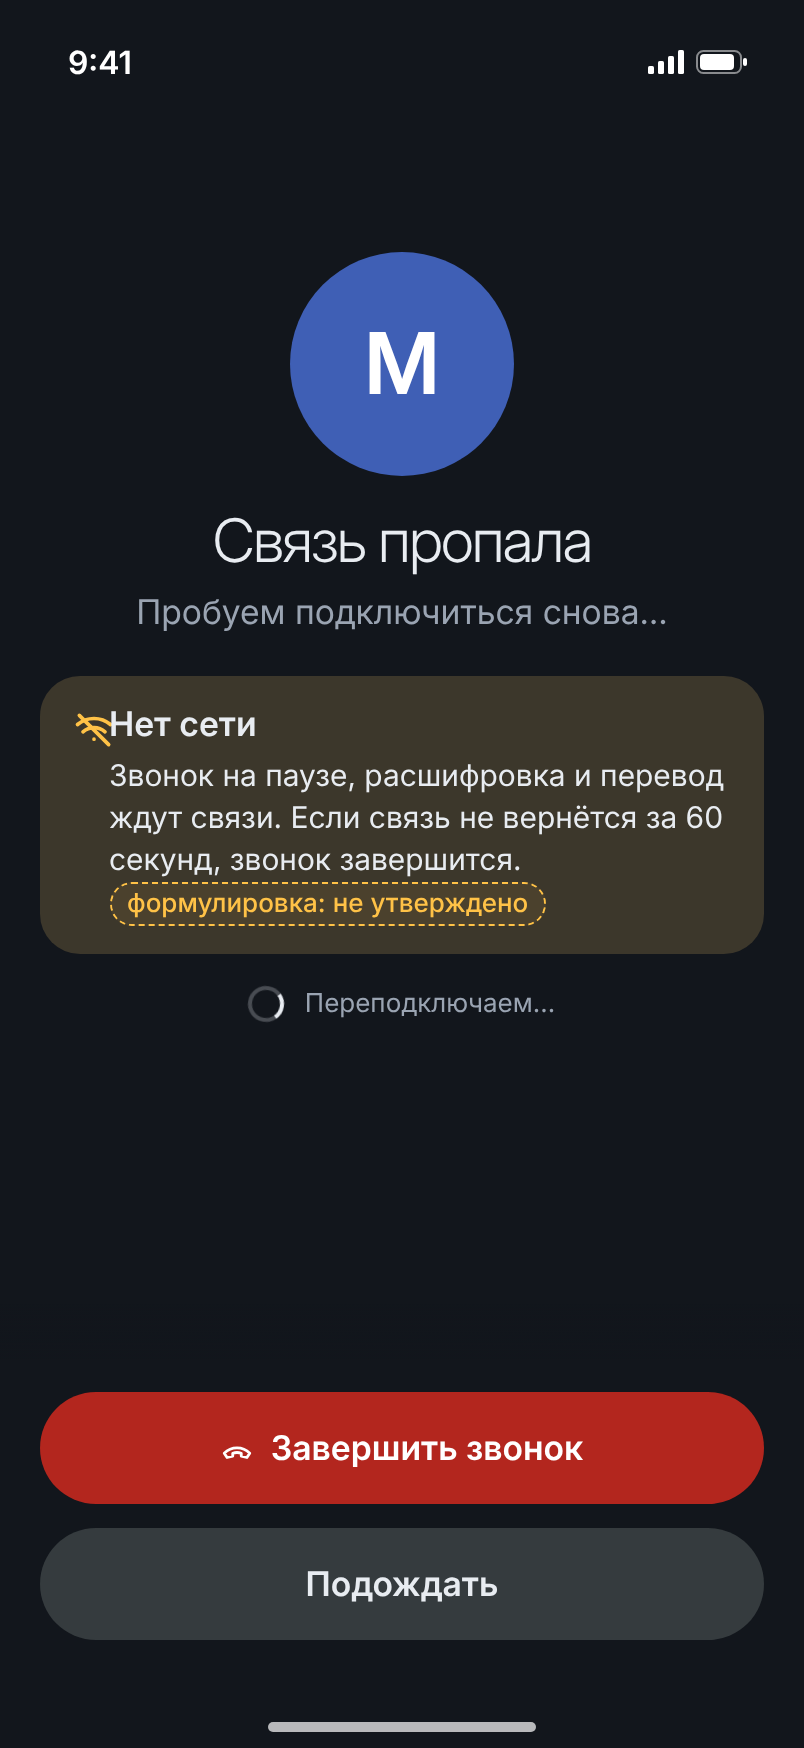 9:41
M
Связь пропала
Пробуем подключиться снова...
Нет сети
Звонок на паузе, расшифровка и перевод
ждут связи. Если связь не вернётся за 60
секунд, звонок завершится.
формулировка: не утверждено
Переподключаем...
Завершить звонок
Подождать